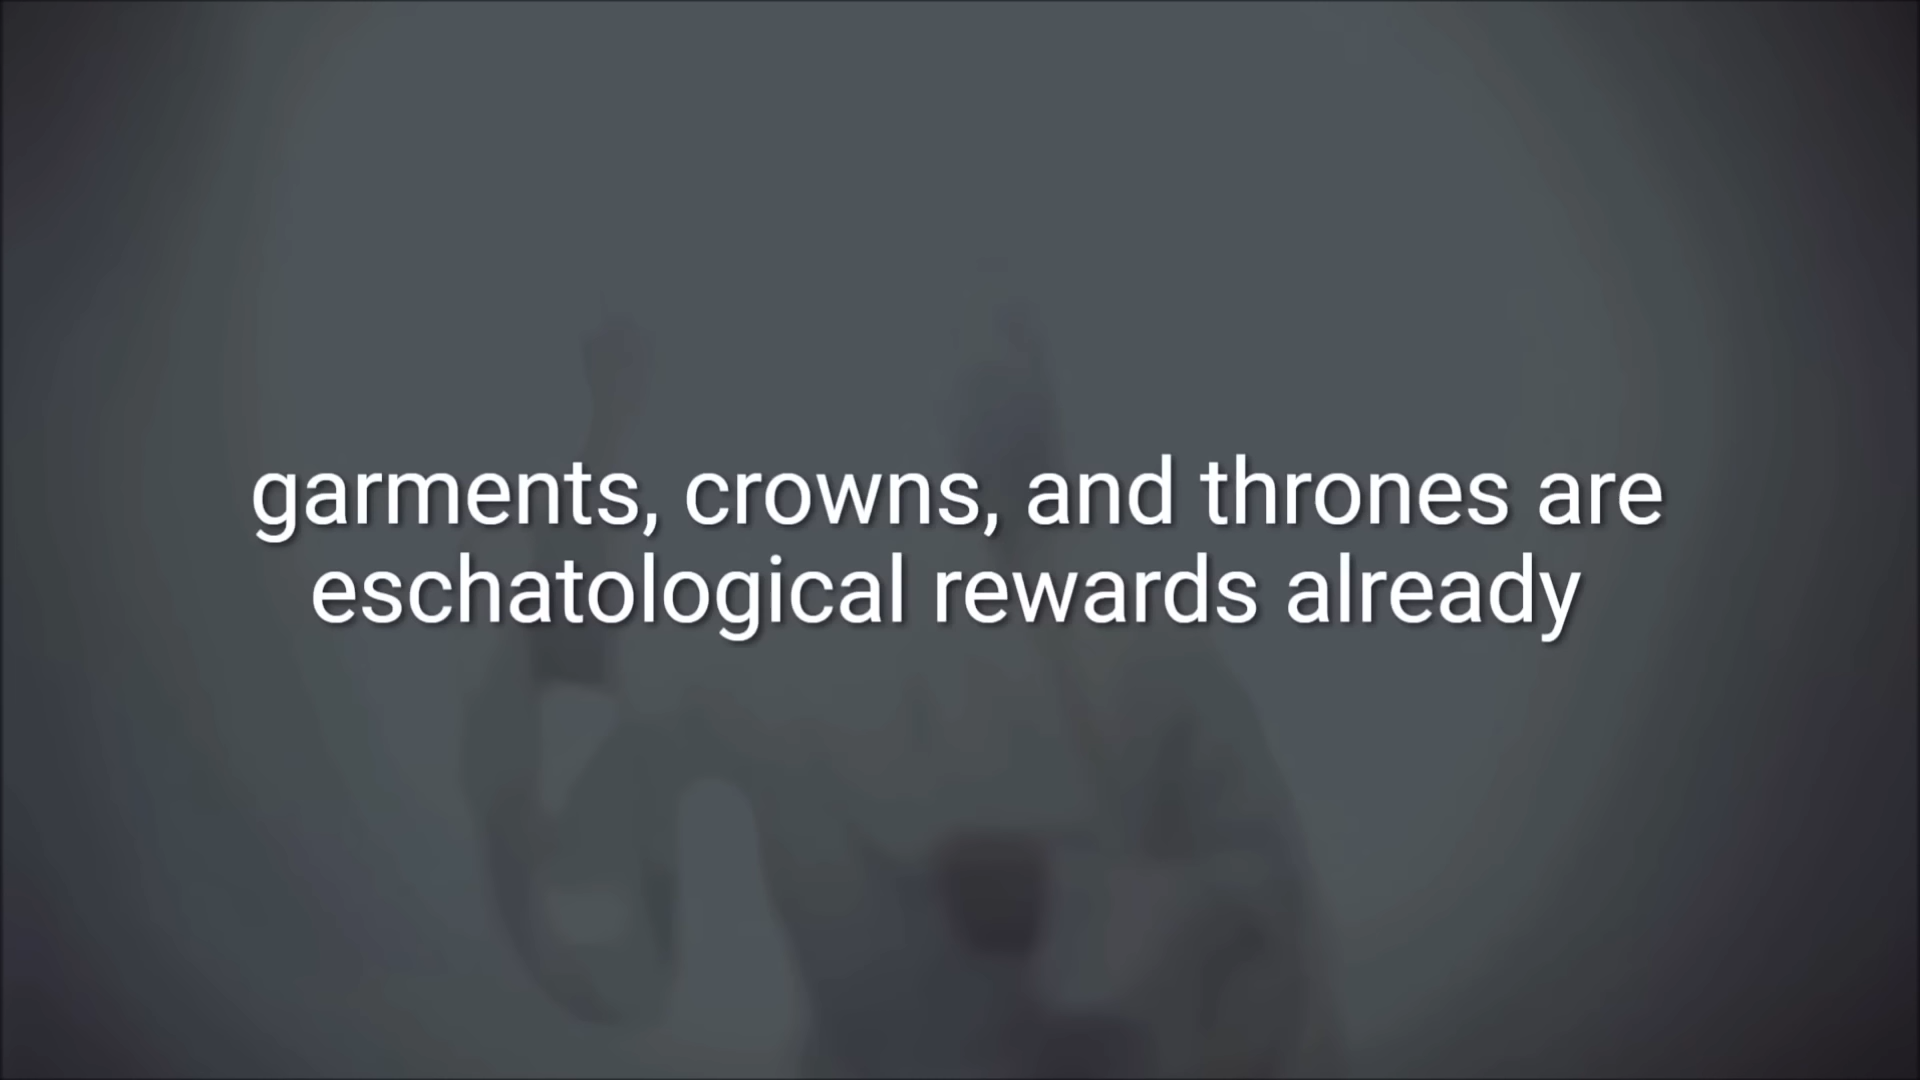 garments, crowns, and thrones are
eschatological rewards already